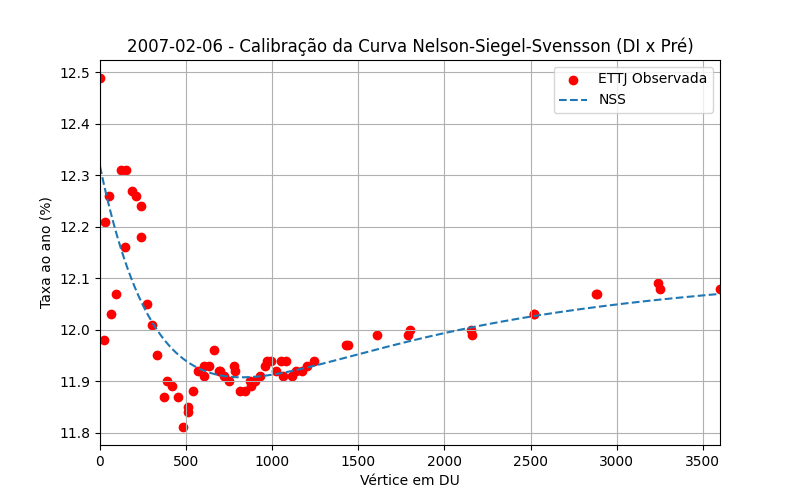 2007-02-06 - Calibração da Curva Nelson-Siegel-Svensson (DI x Pré)
12.5
12.4
12.3
12.2
12.1
12.0
11.9
11.8
Taxa ao ano (%)
ETTJ Observada
NSS
0 500 1000 1500 2000 2500 3000 3500
Vértice em DU